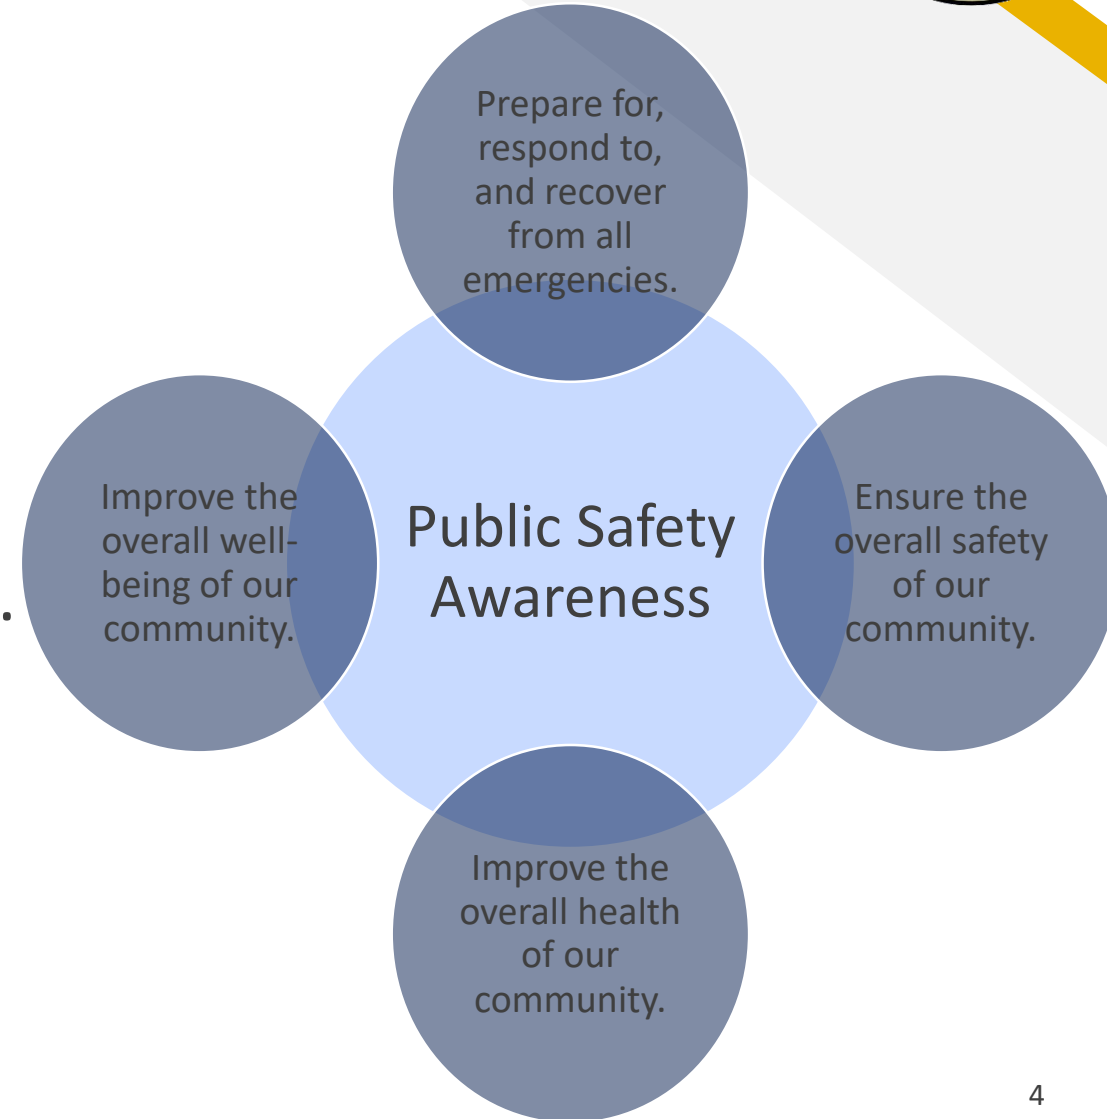 Prepare for,
respond to,
and recover
from all
emergencies.
Improve the
overall well-
being of our
community.
.
Public Safety
Awareness
Ensure the
overall safety
of our
community.
Improve the
overall health
of our
community.
4